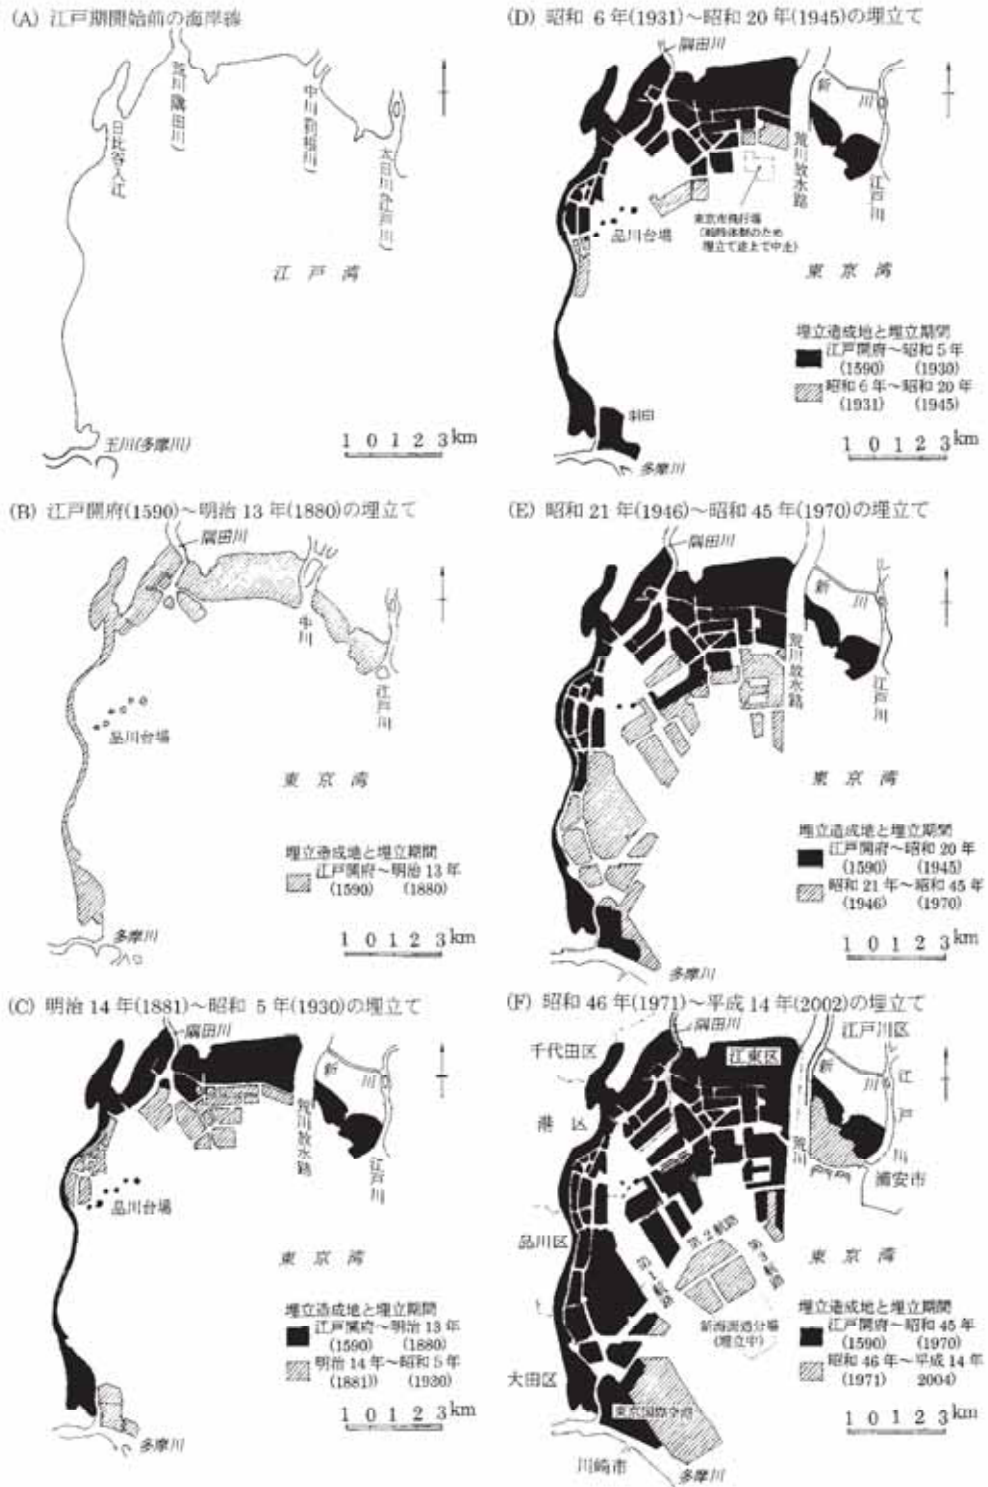 (A) 江戸期開始前の海岸線
日比谷入江
荒川(隅田川)
中川(利根川)
太日川(江戸川)
江戸湾
玉川(多摩川)
1 0 1 2 3 km
(B) 江戸開府(1590)～明治13年(1880)の埋立て
隅田川
中川
江戸川
品川台場
東京湾
埋立造成地と埋立期間
江戸開府～明治13年
(1590) (1880)
多摩川
1 0 1 2 3 km
(C) 明治14年(1881)～昭和 5年(1930)の埋立て
隅田川
新川
荒川放水路
江戸川
品川台場
東京湾
埋立造成地と埋立期間
江戸開府～明治13年
(1590) (1880)
明治14年～昭和5年
(1881)) (1930)
多摩川
1 0 1 2 3 km
(D) 昭和 6年(1931)～昭和20年(1945)の埋立て
隅田川
新川
荒川放水路
江戸川
東京市飛行場
(戦時体制のため
埋立て途上で中止)
品川台場
東京湾
埋立造成地と埋立期間
江戸開府～昭和5年
(1590) (1930)
昭和6年～昭和20年
(1931) (1945)
羽田
多摩川
1 0 1 2 3 km
(E) 昭和21年(1946)～昭和45年(1970)の埋立て
隅田川
新川
荒川放水路
江戸川
東京湾
埋立造成地と埋立期間
江戸開府～昭和20年
(1590) (1945)
昭和21年～昭和45年
(1946) (1970)
多摩川
1 0 1 2 3 km
(F) 昭和46年(1971)～平成14年(2002)の埋立て
隅田川
江戸川区
千代田区
江東区
新川
江戸川
港区
荒川
浦安市
品川区
第1航路
第2航路
第3航路
東京湾
新海面処分場
(埋立中)
埋立造成地と埋立期間
江戸開府～昭和45年
(1590) (1970)
昭和46年～平成14年
(1971) 2004)
大田区
東京国際空港
川崎市
多摩川
1 0 1 2 3 km